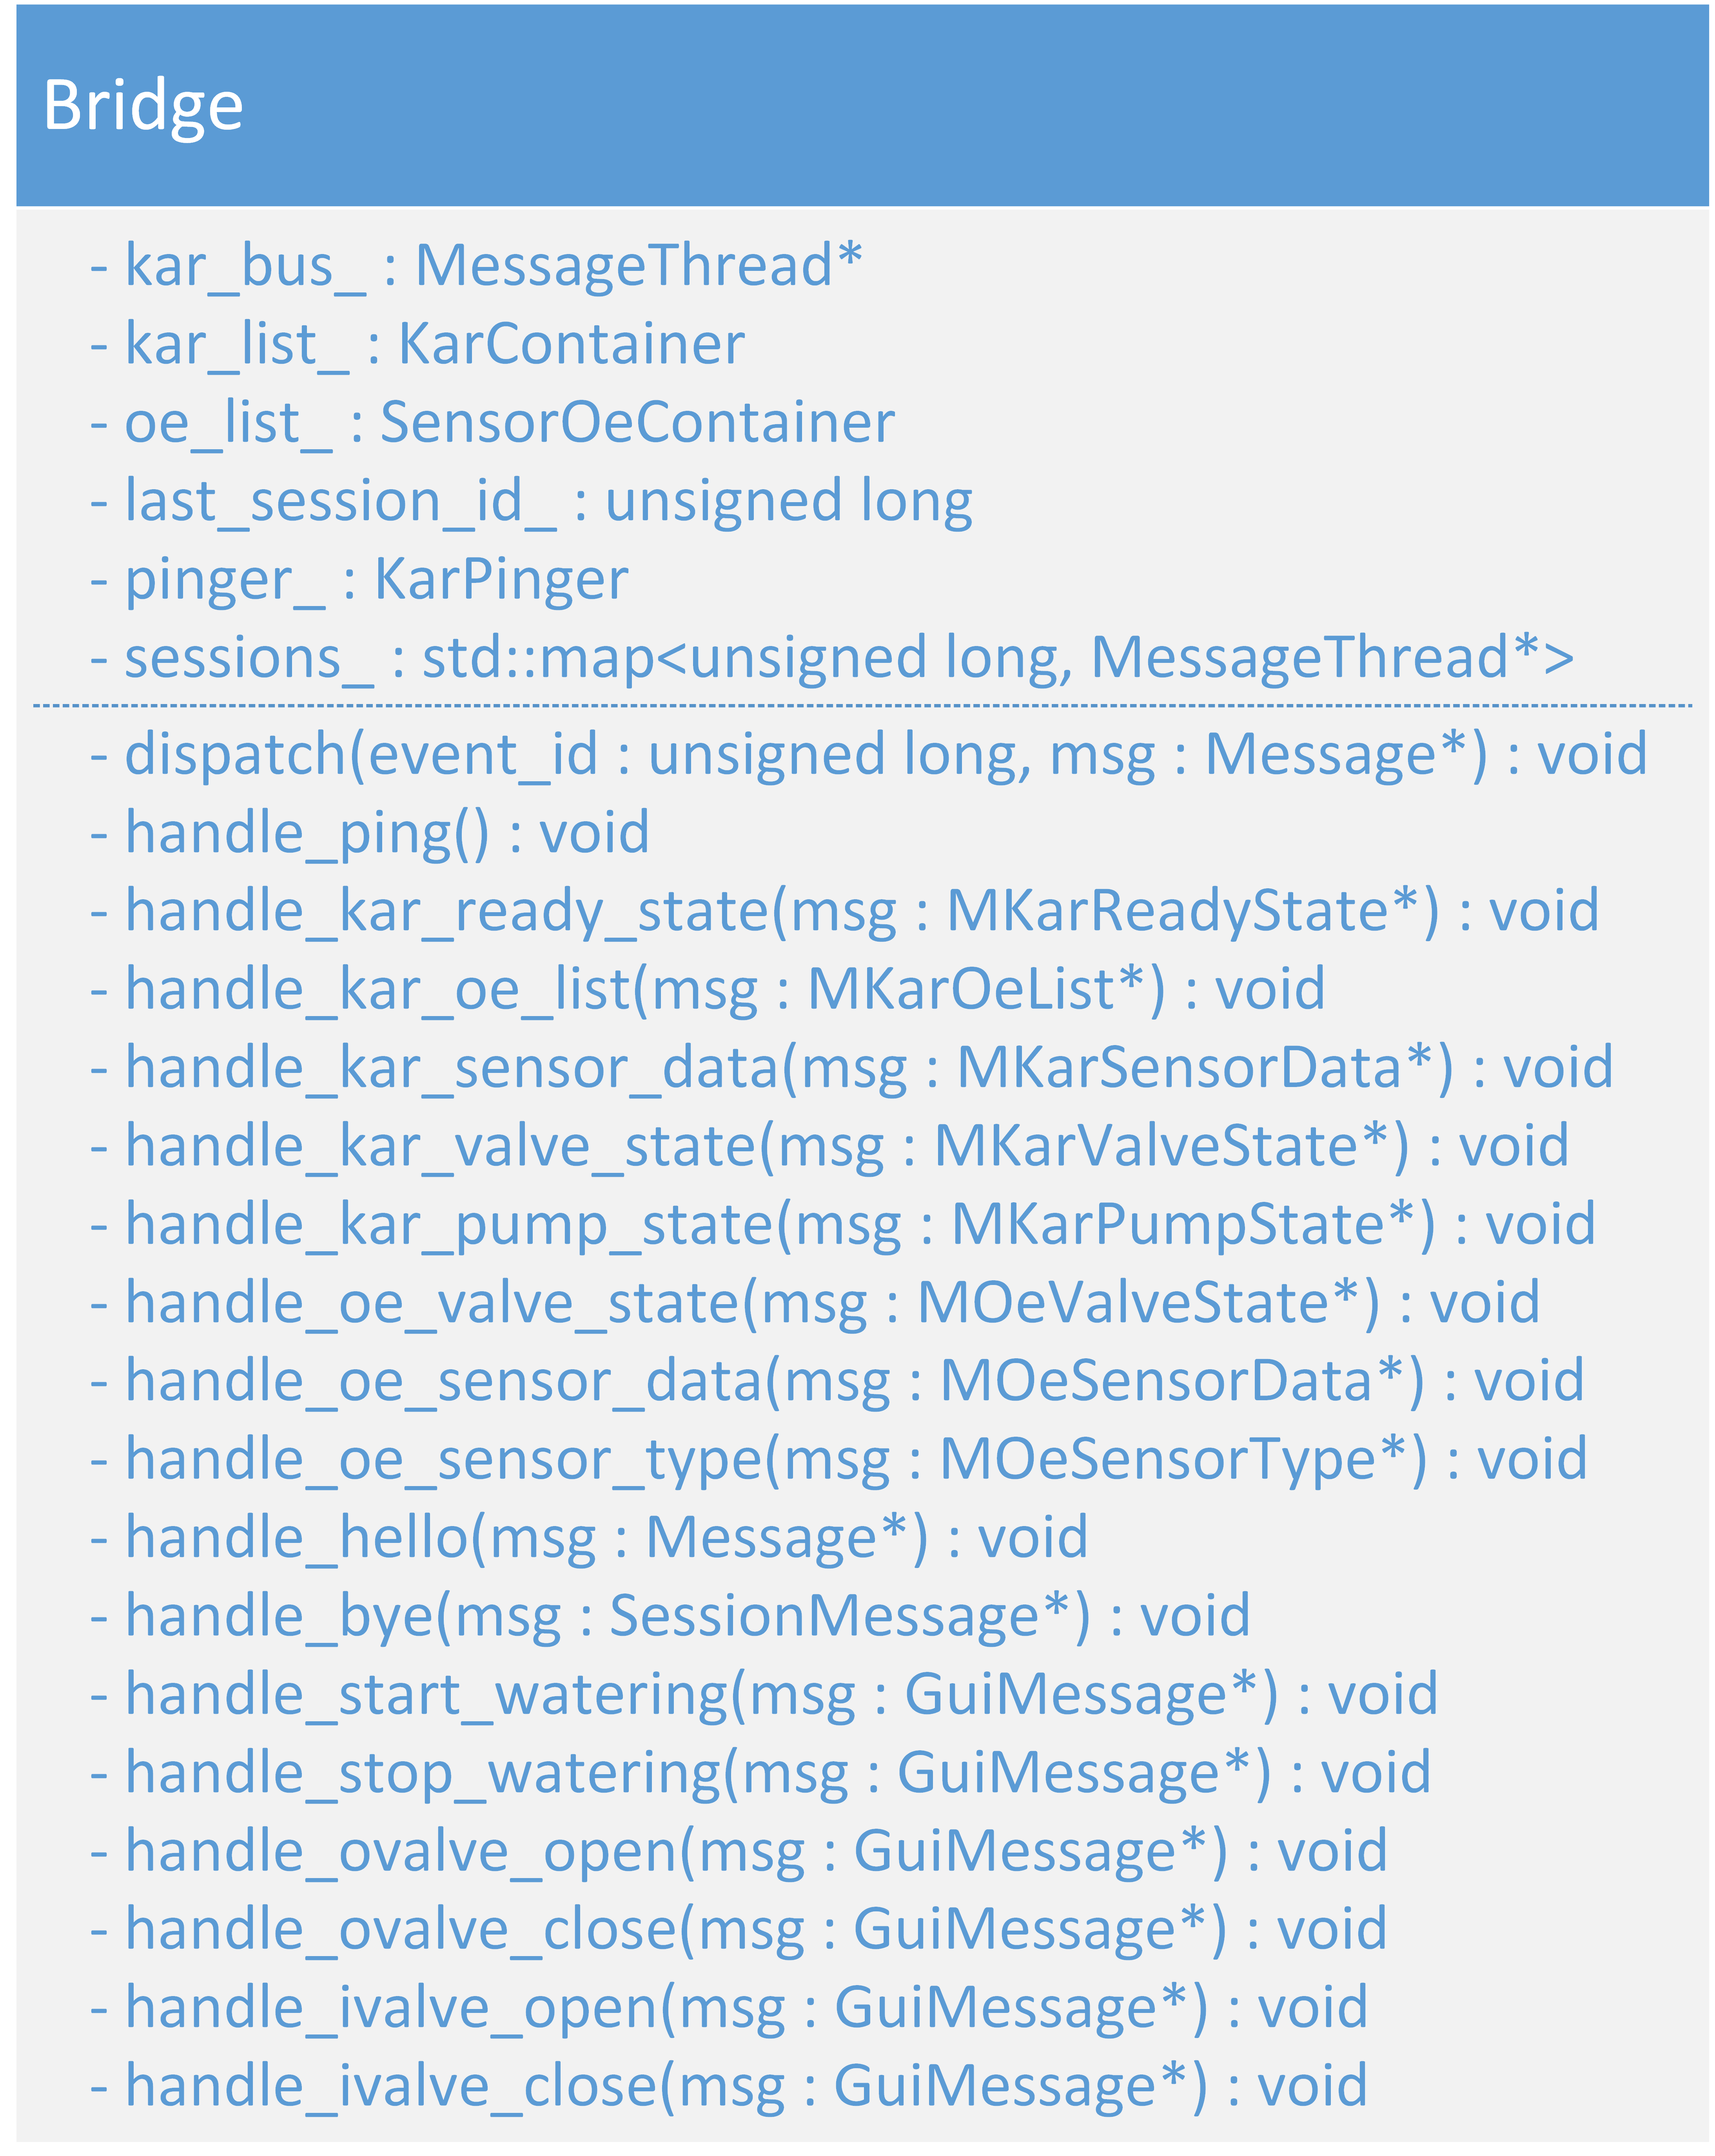 Bridge
- kar_bus_ : MessageThread*
- kar_list_ : KarContainer
- oe_list_ : SensorOeContainer
- last_session_id_ : unsigned long
- pinger_ : KarPinger
- sessions_ : std::map<unsigned long, MessageThread*>
- dispatch(event_id : unsigned long, msg : Message*) : void
- handle_ping() : void
- handle_kar_ready_state(msg : MKarReadyState*) : void
- handle_kar_oe_list(msg : MKarOeList*) : void
- handle_kar_sensor_data(msg : MKarSensorData*) : void
- handle_kar_valve_state(msg : MKarValveState*) : void
- handle_kar_pump_state(msg : MKarPumpState*) : void
- handle_oe_valve_state(msg : MOeValveState*) : void
- handle_oe_sensor_data(msg : MOeSensorData*) : void
- handle_oe_sensor_type(msg : MOeSensorType*) : void
- handle_hello(msg : Message*) : void
- handle_bye(msg : SessionMessage*) : void
- handle_start_watering(msg : GuiMessage*) : void
- handle_stop_watering(msg : GuiMessage*) : void
- handle_ovalve_open(msg : GuiMessage*) : void
- handle_ovalve_close(msg : GuiMessage*) : void
- handle_ivalve_open(msg : GuiMessage*) : void
- handle_ivalve_close(msg : GuiMessage*) : void